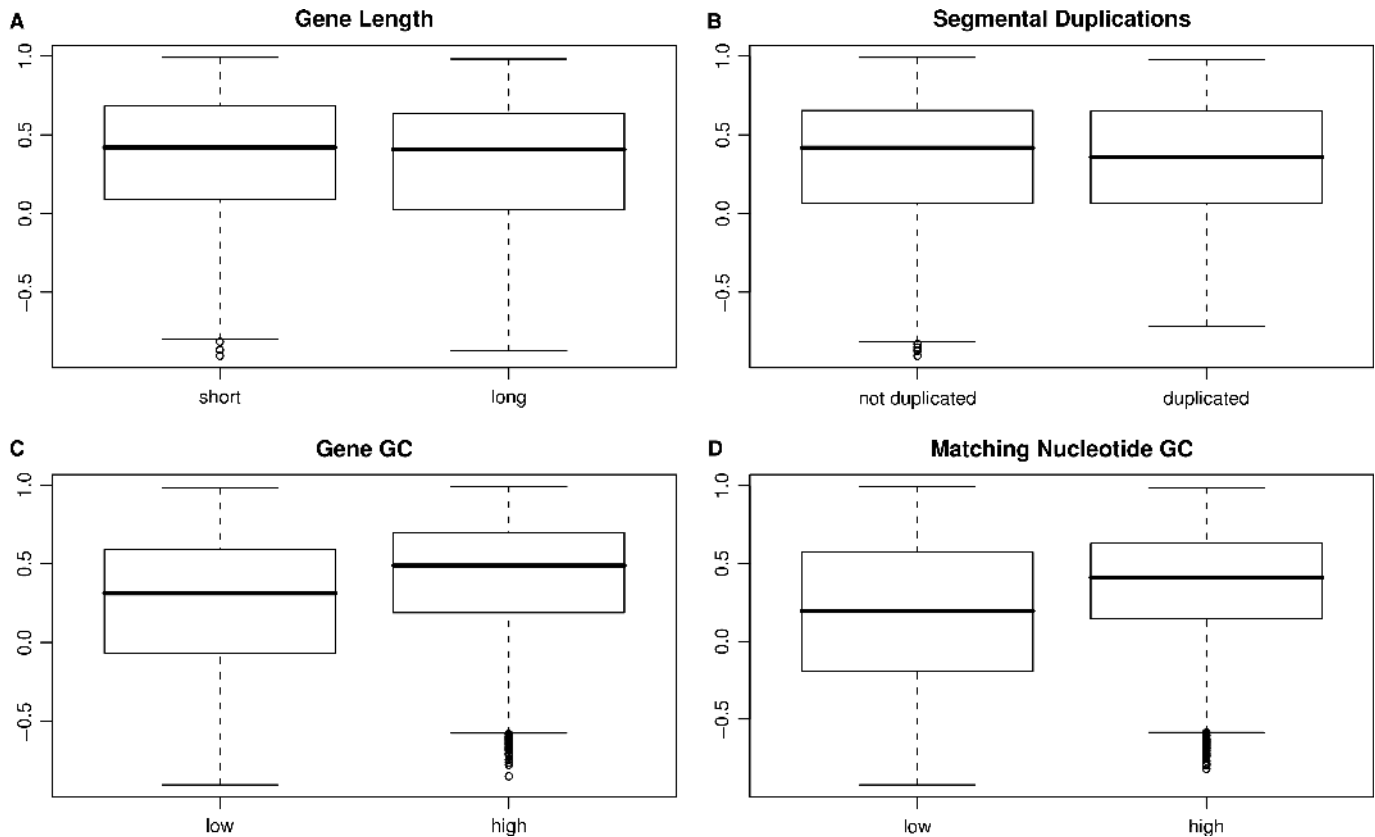 A Gene Length
1.0
0.5
0.0
−0.5
short long
B Segmental Duplications
1.0
0.5
0.0
−0.5
not duplicated duplicated
C Gene GC
1.0
0.5
0.0
−0.5
low high
D Matching Nucleotide GC
1.0
0.5
0.0
−0.5
low high